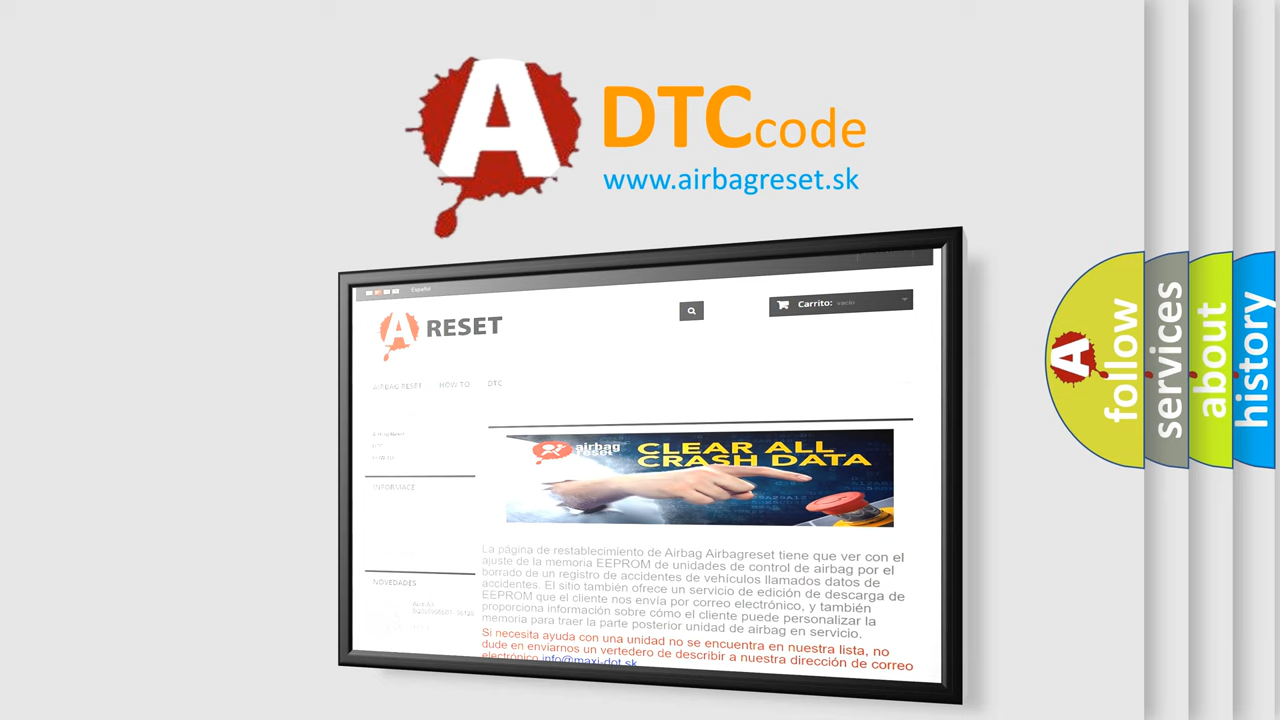 A
DTCcode
www.airbagreset.sk
Español
A RESET
Carrito: vacío
AIRBAG RESET HOW TO DTC
INFORMACE
airbag
reset
CLEAR ALL
CRASH DATA
NOVEDADES
La página de restablecimiento de Airbag Airbagreset tiene que ver con el
ajuste de la memoria EEPROM de unidades de control de airbag por el
borrado de un registro de accidentes de vehículos llamados datos de
accidentes. El sitio también ofrece un servicio de edición de descarga de
EEPROM que el cliente nos envía por correo electrónico, y también
proporciona información sobre cómo el cliente puede personalizar la
memoria para traer la parte posterior unidad de airbag en servicio.
Si necesita ayuda con una unidad no se encuentra en nuestra lista, no
dude en enviarnos un vertedero de describir a nuestra dirección de correo
electrónico info@maxi-dot.sk
A follow
services
about
history